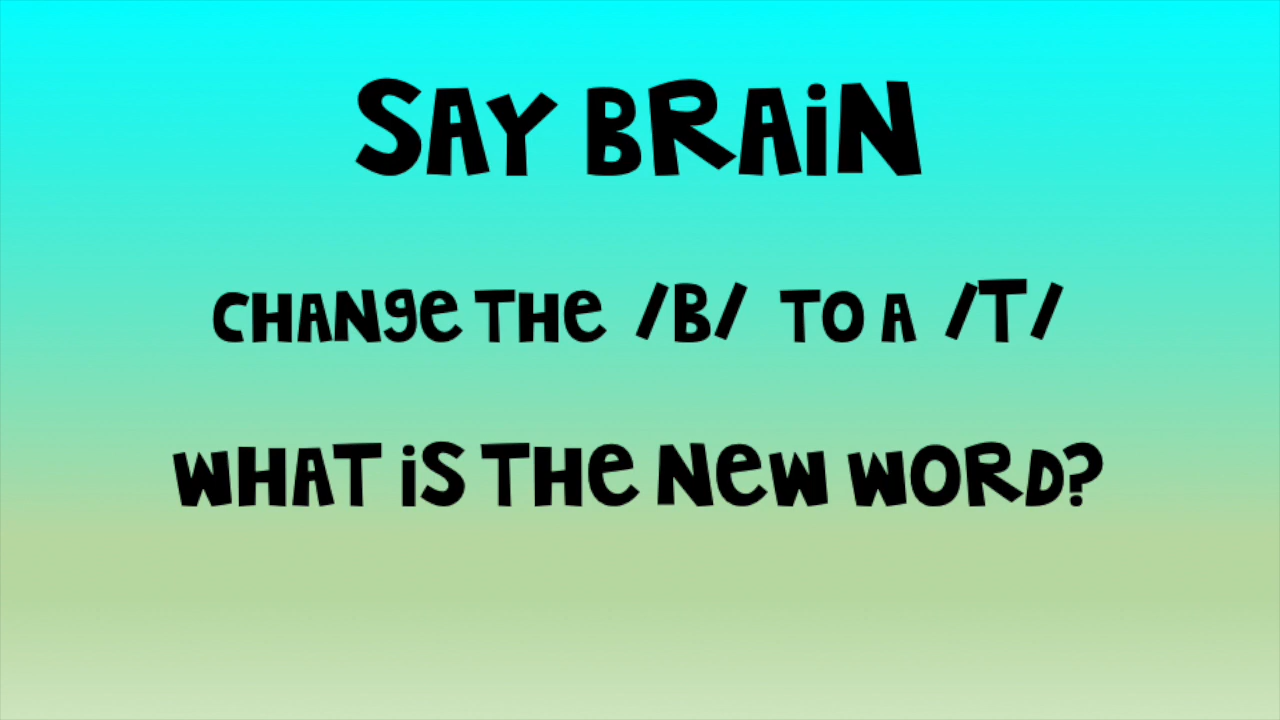 SAY BRAIN
CHANGE THE /B/ TO A /T/
WHAT IS THE NEW WORD?